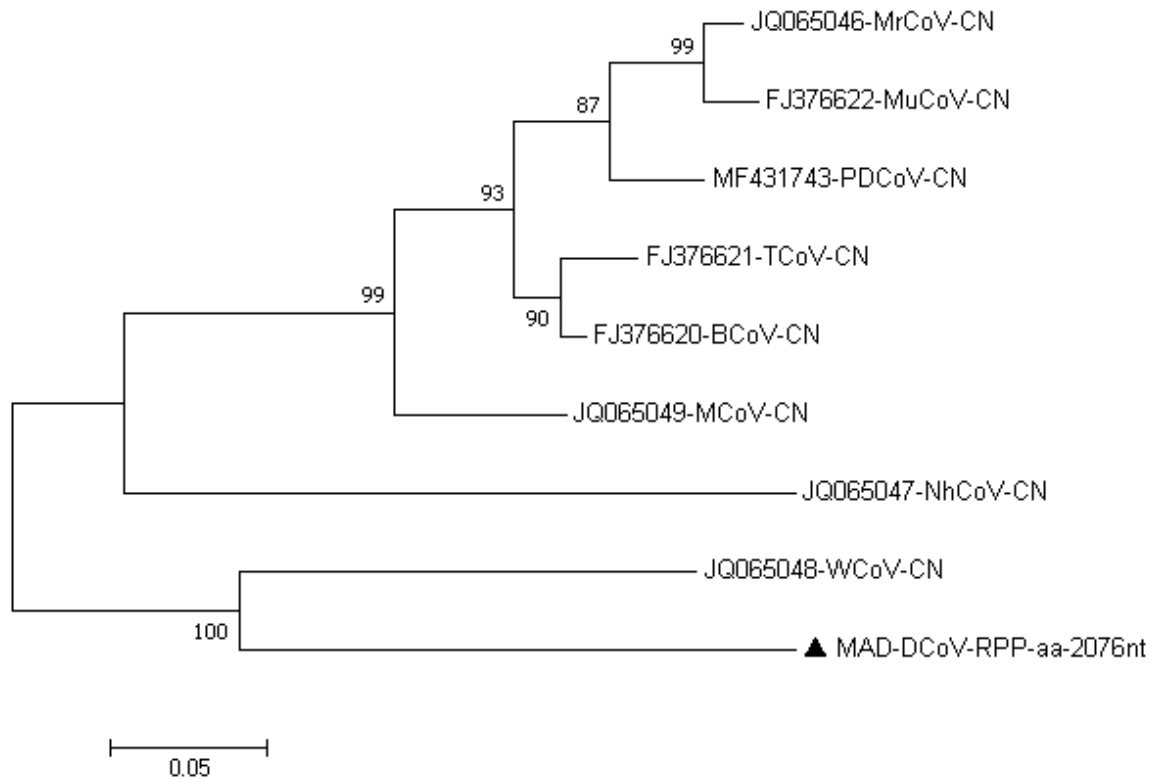 JQ065046-MrCoV-CN
99
FJ376622-MuCoV-CN
87
MF431743-PDCoV-CN
93
FJ376621-TCoV-CN
99
90
FJ376620-BCoV-CN
JQ065049-MCoV-CN
JQ065047-NhCoV-CN
JQ065048-WCoV-CN
100
MAD-DCoV-RPP-aa-2076nt
0.05